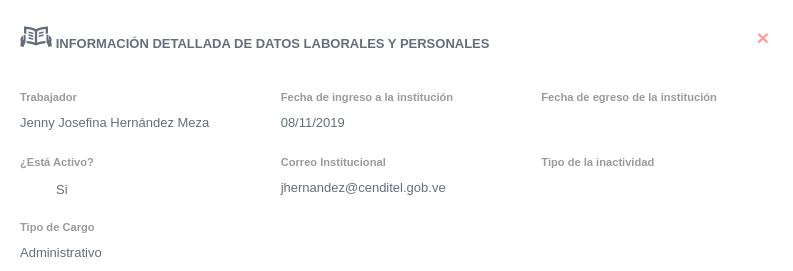 INFORMACIÓN DETALLADA DE DATOS LABORALES Y PERSONALES
Trabajador
Jenny Josefina Hernández Meza
Fecha de ingreso a la institución
08/11/2019
Fecha de egreso de la institución
¿Está Activo?
Si
Correo Institucional
jhernandez@cenditel.gob.ve
Tipo de la inactividad
Tipo de Cargo
Administrativo